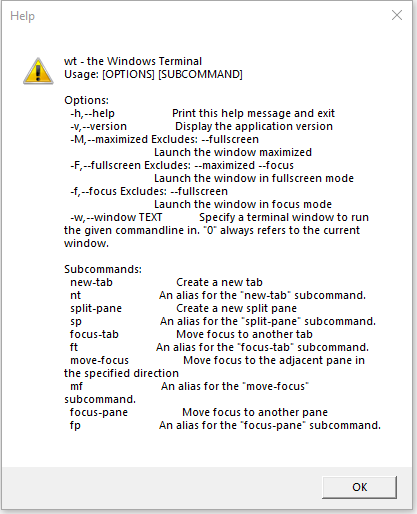 Help
wt - the Windows Terminal
Usage: [OPTIONS] [SUBCOMMAND]
Options:
-h,--help Print this help message and exit
-v,--version Display the application version
-M,--maximized Excludes: --fullscreen
Launch the window maximized
-F,--fullscreen Excludes: --maximized --focus
Launch the window in fullscreen mode
-f,--focus Excludes: --fullscreen
Launch the window in focus mode
-w,--window TEXT Specify a terminal window to run
the given commandline in. "0" always refers to the current
window.
Subcommands:
new-tab Create a new tab
nt An alias for the "new-tab" subcommand.
split-pane Create a new split pane
sp An alias for the "split-pane" subcommand.
focus-tab Move focus to another tab
ft An alias for the "focus-tab" subcommand.
move-focus Move focus to the adjacent pane in
the specified direction
mf An alias for the "move-focus"
subcommand.
focus-pane Move focus to another pane
fp An alias for the "focus-pane" subcommand.
OK